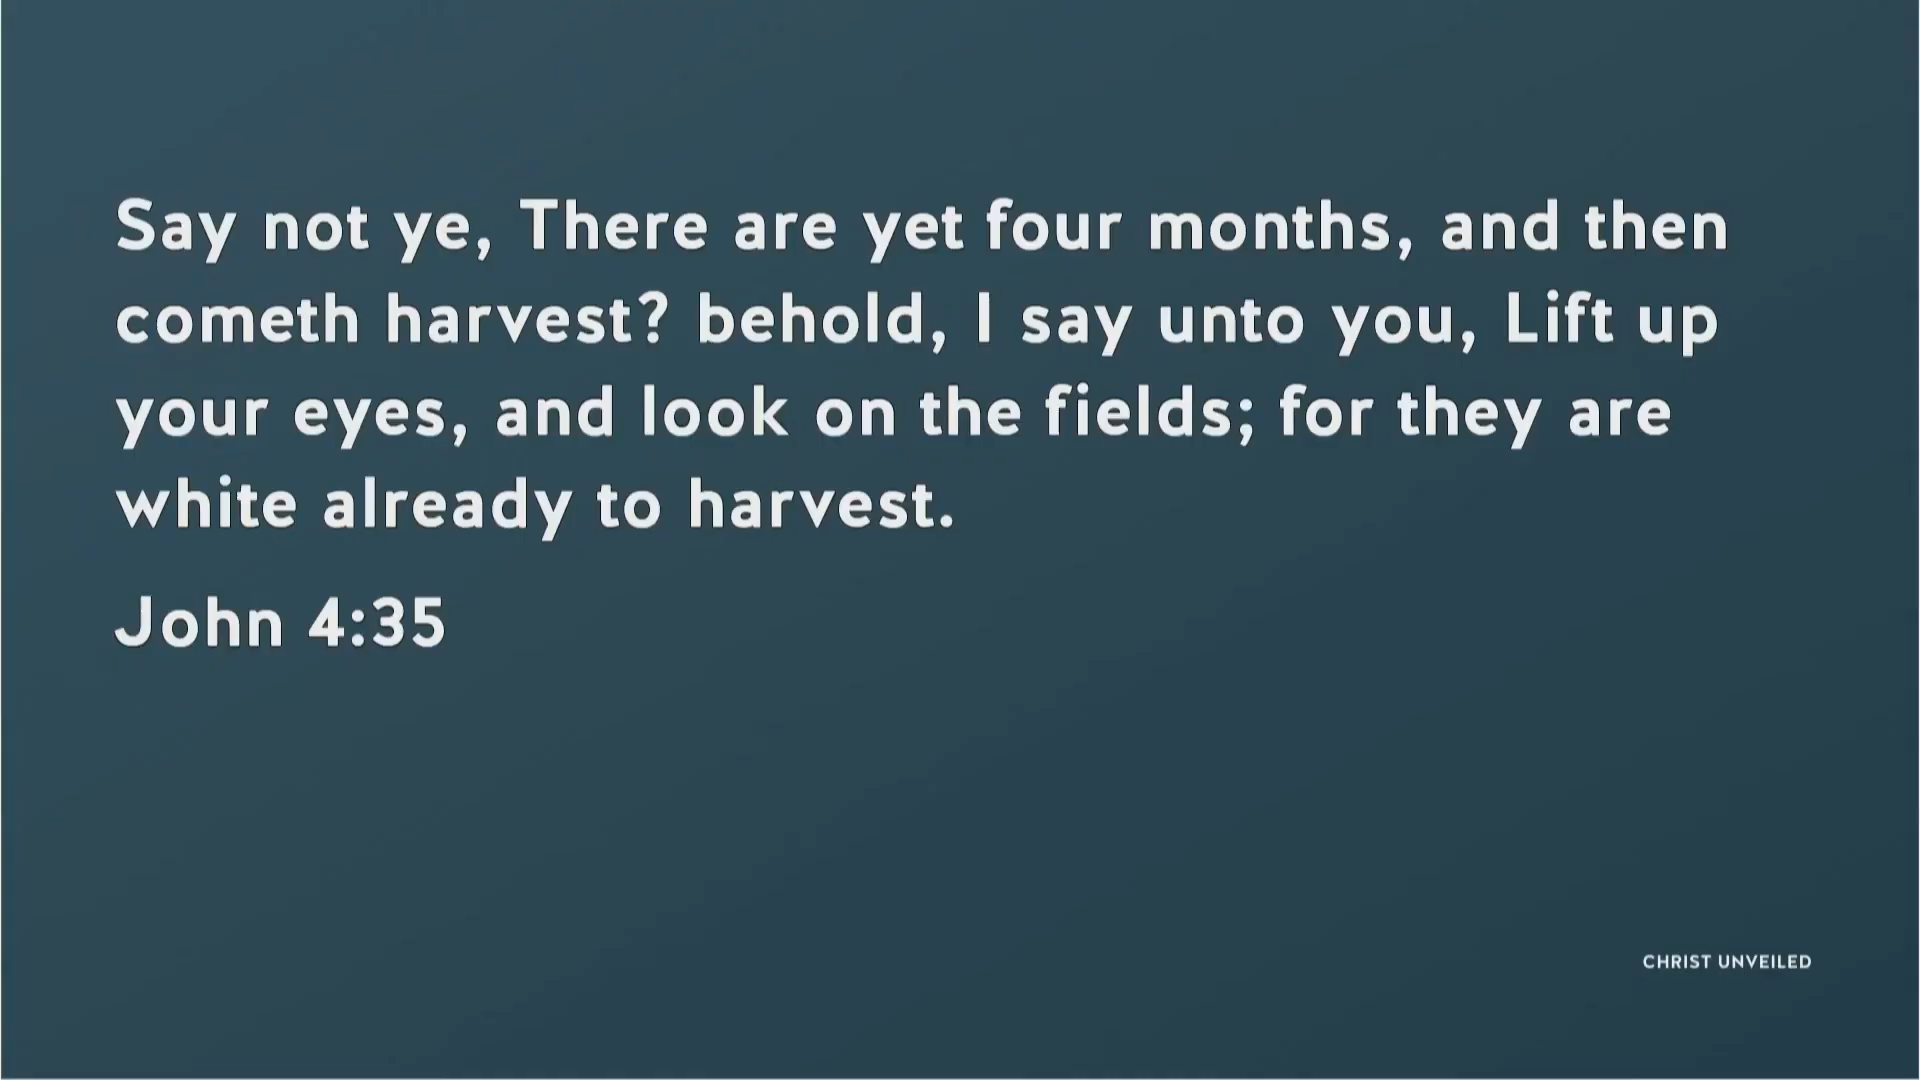 Say not ye, There are yet four months, and then
cometh harvest? behold, I say unto you, Lift up
your eyes, and look on the fields; for they are
white already to harvest.
John 4:35
CHRIST UNVEILED